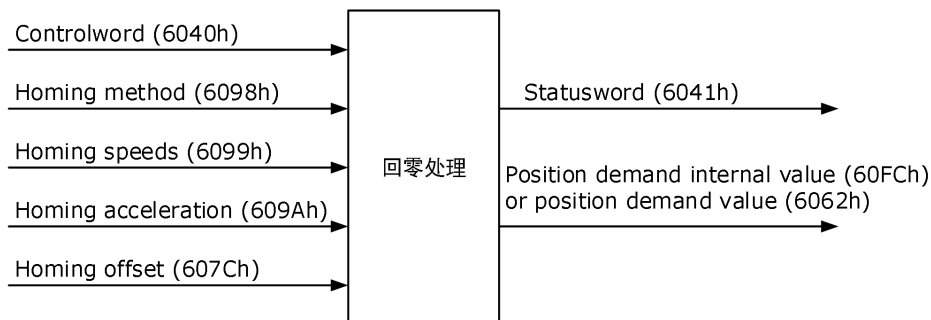 Controlword (6040h)
Homing method (6098h)
Homing speeds (6099h)
Homing acceleration (609Ah)
Homing offset (607Ch)
回零处理
Statusword (6041h)
Position demand internal value (60FCh)
or position demand value (6062h)